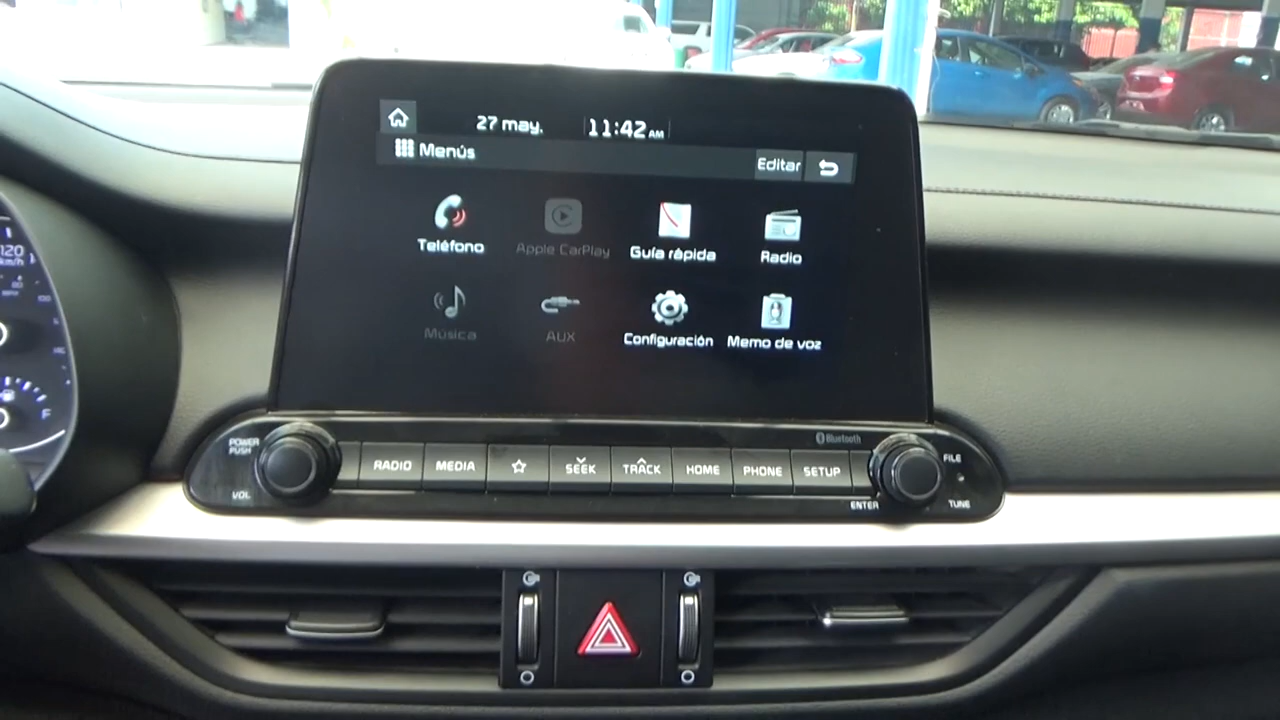 27 may. 11:42 AM
Menús Editar
Teléfono Apple CarPlay Guía rápida Radio
Música AUX Configuración Memo de voz
Bluetooth
POWER
PUSH
VOL
RADIO MEDIA SEEK TRACK HOME PHONE SETUP
FILE
ENTER TUNE
120
km/h
F